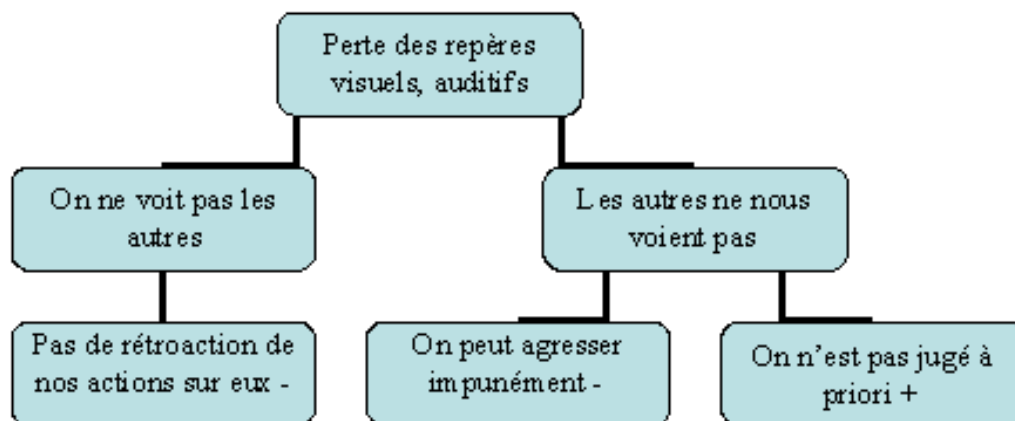 Perte des repères
visuels, auditifs
On ne voit pas les
autres
Les autres ne nous
voient pas
Pas de rétroaction de
nos actions sur eux -
On peut agresser
impunément -
On n'est pas jugé à
priori +